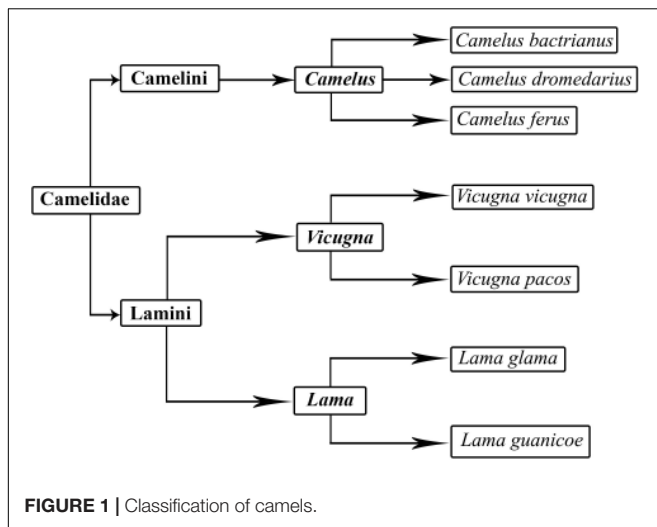 Camelus bactrianus
Camelini
Camelus
Camelus dromedarius
Camelus ferus
Camelidae
Vicugna vicugna
Vicugna
Vicugna pacos
Lamini
Lama glama
Lama
Lama guanicoe
FIGURE 1 | Classification of camels.